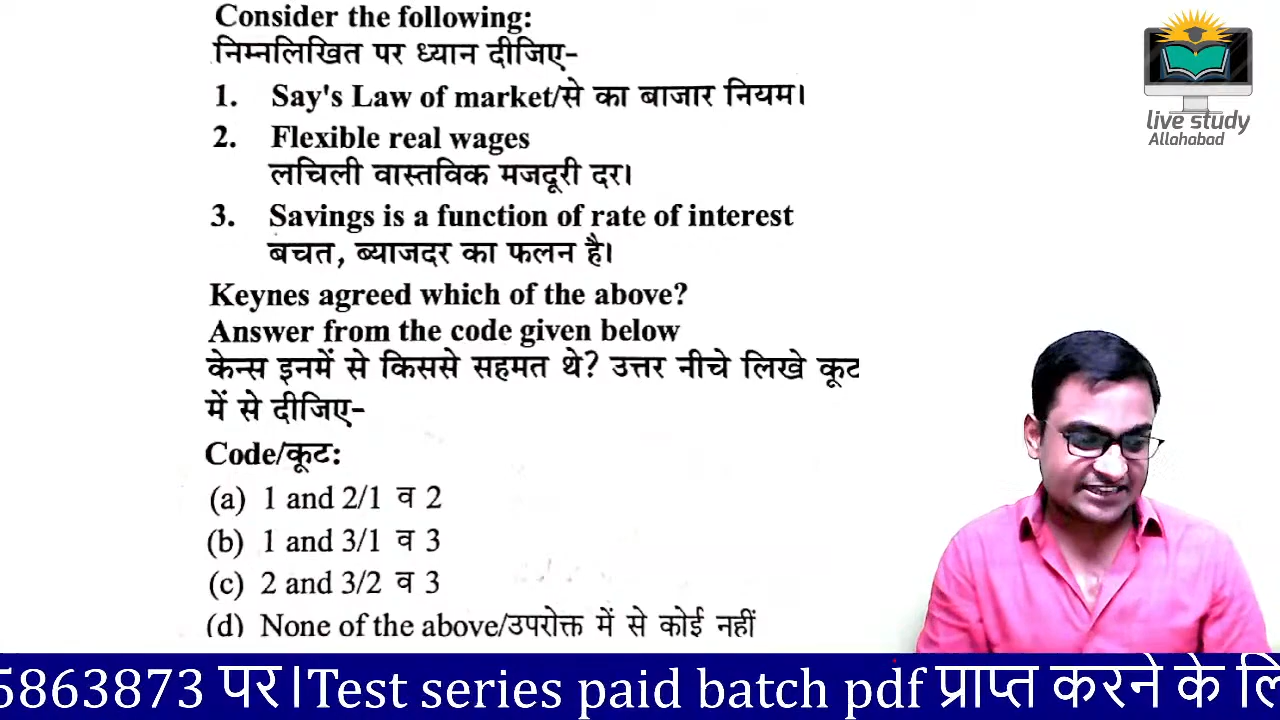 Consider the following:
निम्नलिखित पर ध्यान दीजिए-
1. Say's Law of market/से का बाजार नियम।
2. Flexible real wages
लचिली वास्तविक मजदूरी दर।
3. Savings is a function of rate of interest
बचत, ब्याजदर का फलन है।
Keynes agreed which of the above?
Answer from the code given below
केन्स इनमें से किससे सहमत थे? उत्तर नीचे लिखे कूट
में से दीजिए-
Code/कूट:
(a) 1 and 2/1 व 2
(b) 1 and 3/1 व 3
(c) 2 and 3/2 व 3
(d) None of the above/उपरोक्त में से कोई नहीं
live study
Allahabad
5863873 पर।Test series paid batch pdf प्राप्त करने के लि